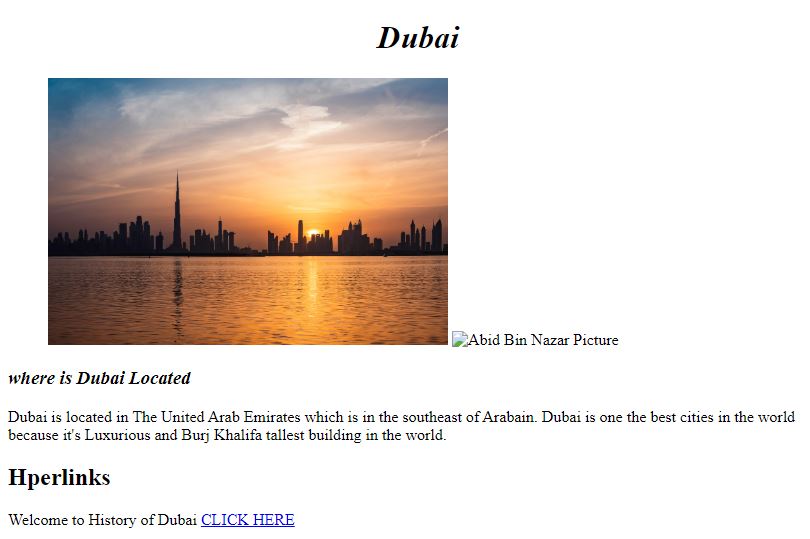 Dubai
Abid Bin Nazar Picture
where is Dubai Located
Dubai is located in The United Arab Emirates which is in the southeast of Arabain. Dubai is one the best cities in the world
because it's Luxurious and Burj Khalifa tallest building in the world.
Hperlinks
Welcome to History of Dubai CLICK HERE